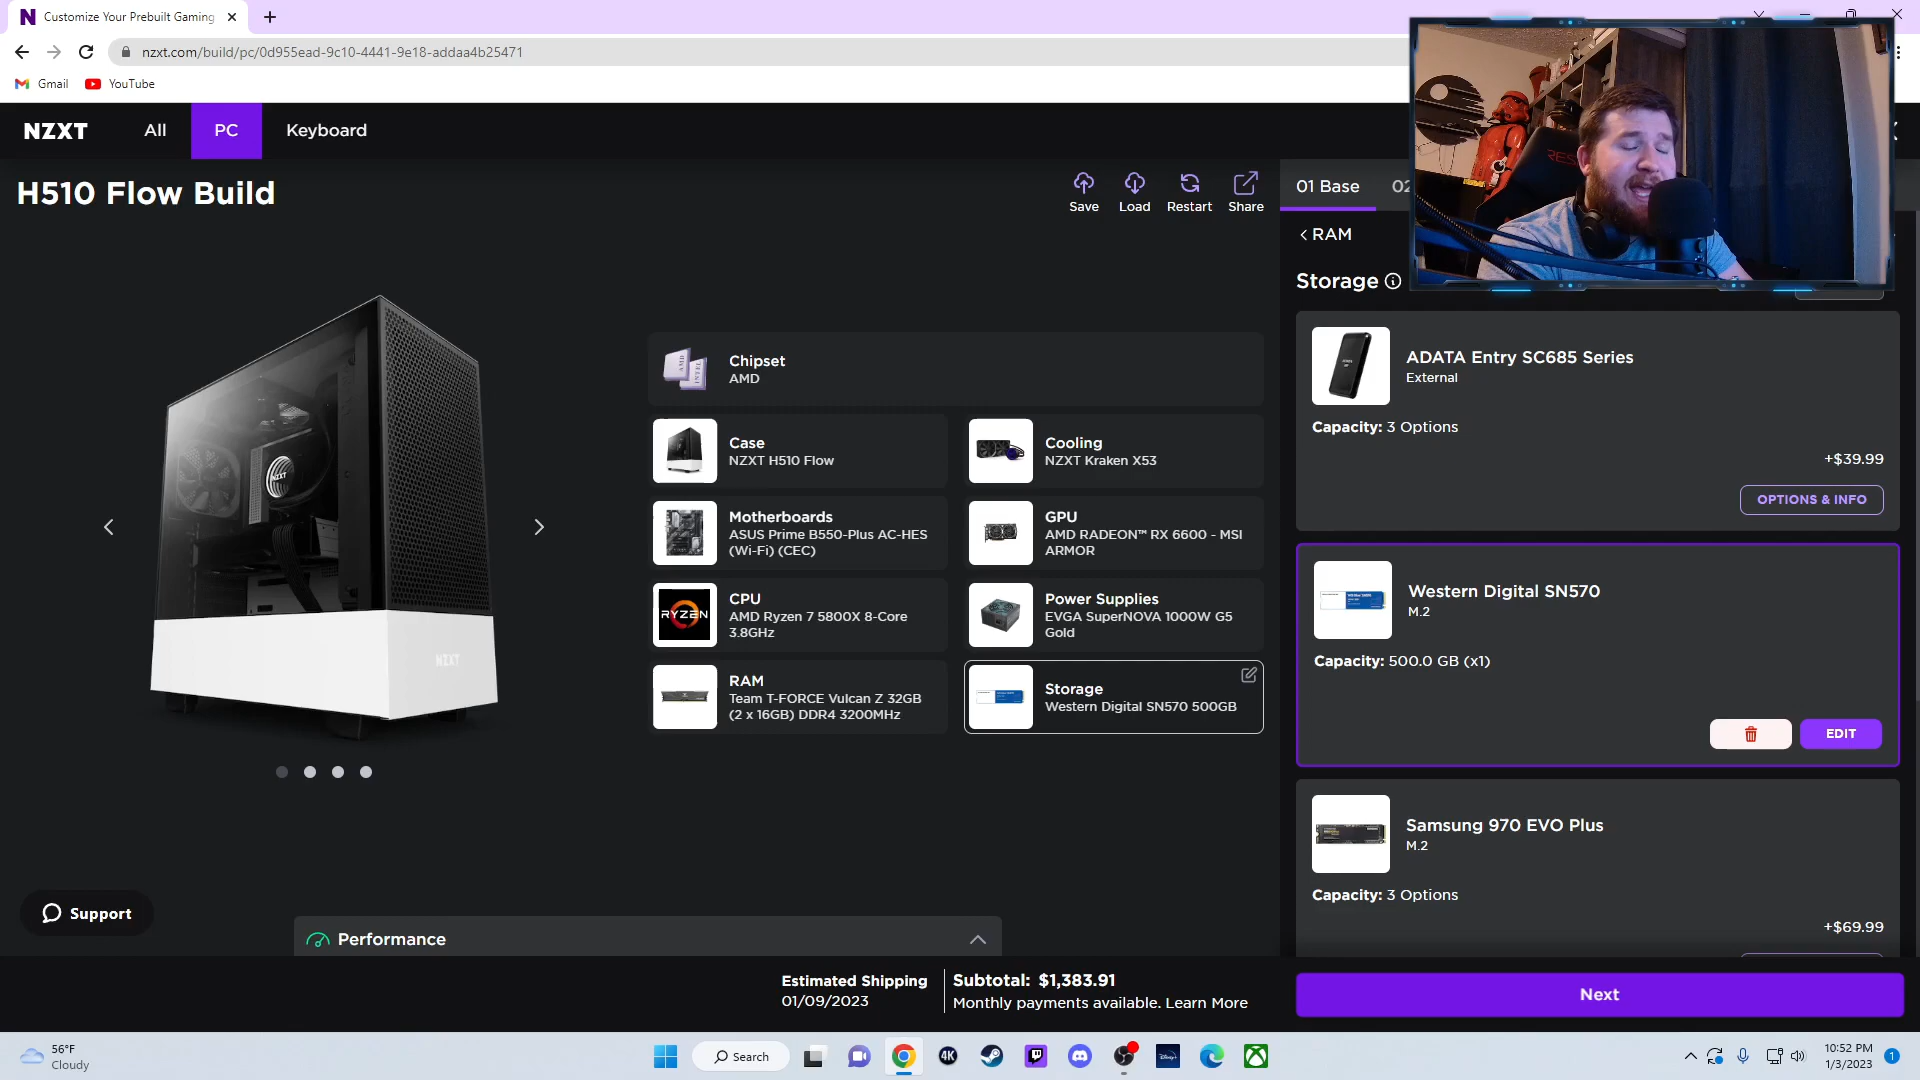 Customize Your Prebuilt Gaming
nzxt.com/build/pc/0d955ead-9c10-4441-9e18-addaa4b25471
Gmail
YouTube
NZXT
All
PC
Keyboard
H510 Flow Build
Save
Load
Restart
Share
01 Base
02
RAM
Storage
Chipset
AMD
Case
NZXT H510 Flow
Cooling
NZXT Kraken X53
Motherboards
ASUS Prime B550-Plus AC-HES
(Wi-Fi) (CEC)
GPU
AMD RADEON™ RX 6600 - MSI
ARMOR
RYZEN
CPU
AMD Ryzen 7 5800X 8-Core
3.8GHz
Power Supplies
EVGA SuperNOVA 1000W G5
Gold
RAM
Team T-FORCE Vulcan Z 32GB
(2 x 16GB) DDR4 3200MHz
Storage
Western Digital SN570 500GB
NZXT
NZXT
ADATA Entry SC685 Series
External
Capacity: 3 Options
+$39.99
OPTIONS & INFO
Western Digital SN570
M.2
Capacity: 500.0 GB (x1)
EDIT
Samsung 970 EVO Plus
M.2
Capacity: 3 Options
+$69.99
Support
Performance
Estimated Shipping
01/09/2023
Subtotal: $1,383.91
Monthly payments available. Learn More
Next
56°F
Cloudy
Search
4K
10:52 PM
1/3/2023
1